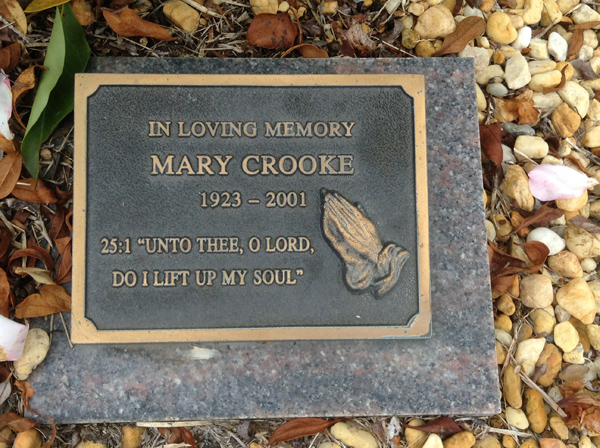 IN LOVING MEMORY
MARY CROOKE
1923 – 2001
25:1 “UNTO THEE, O LORD,
DO I LIFT UP MY SOUL”